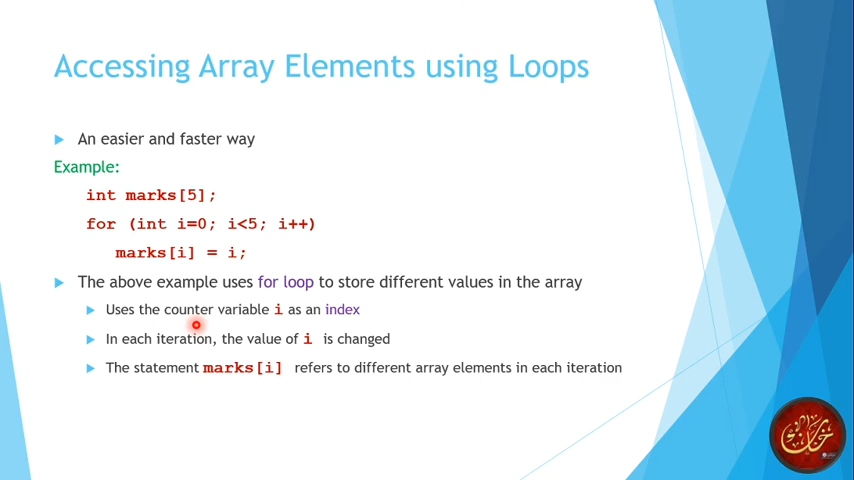 Accessing Array Elements using Loops
An easier and faster way
Example:
int marks[5];
for (int i=0; i<5; i++)
marks[i] = i;
The above example uses for loop to store different values in the array
Uses the counter variable i as an index
In each iteration, the value of i is changed
The statement marks[i] refers to different array elements in each iteration